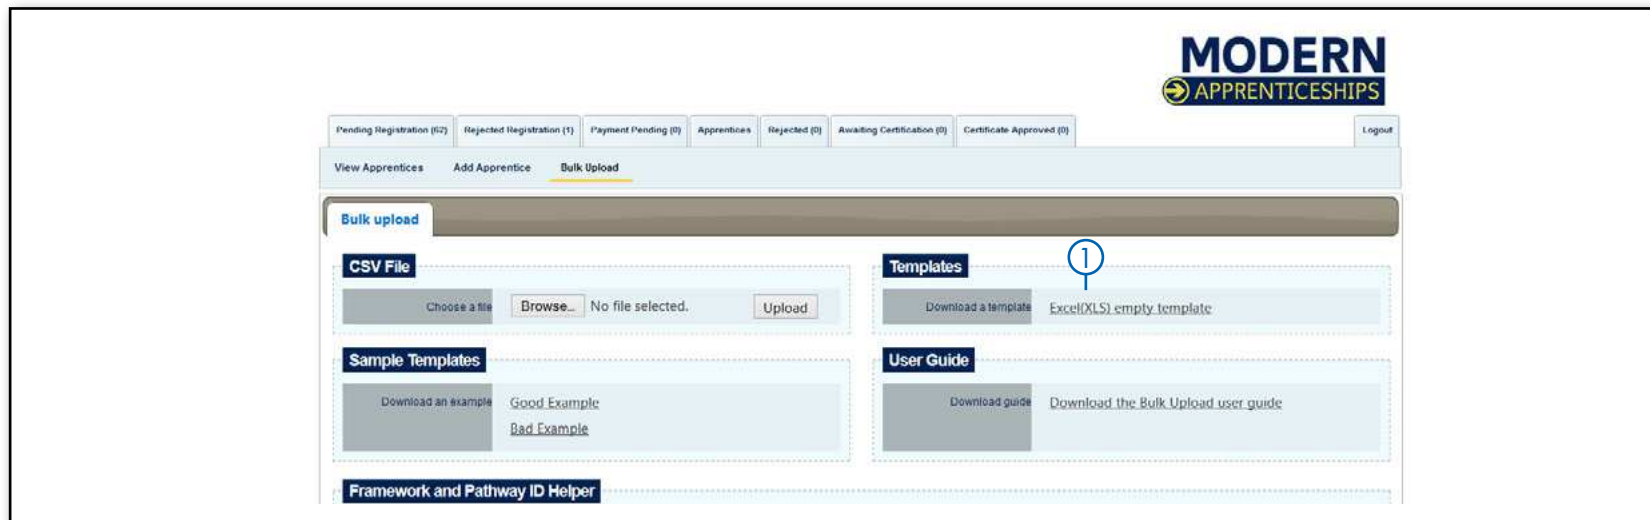 MODERN
APPRENTICESHIPS
Pending Registration (62) Rejected Registration (1) Payment Pending (0) Apprentices Rejected (0) Awaiting Certification (0) Certificate Approved (0) Logout
View Apprentices Add Apprentice Bulk Upload
Bulk upload
CSV File
Choose a file Browse... No file selected. Upload
Templates
1
Download a template Excel(XLS) empty template
Sample Templates
Download an example Good Example
Bad Example
User Guide
Download guide Download the Bulk Upload user guide
Framework and Pathway ID Helper